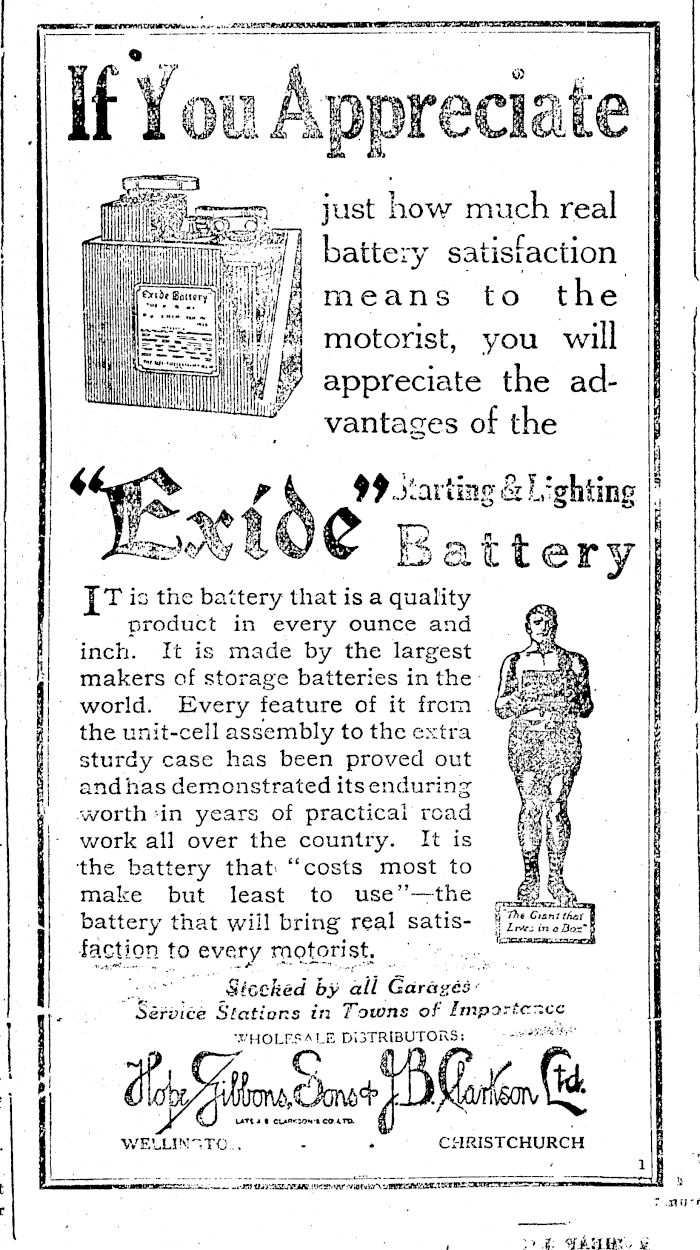 If You Appreciate
just how much real
battery satisfaction
means to the
motorist, you will
appreciate the ad-
vantages of the
Exide Battery
"Exide" Starting & Lighting
Battery
IT is the battery that is a quality
product in every ounce and
inch. It is made by the largest
makers of storage batteries in the
world. Every feature of it from
the unit-cell assembly to the extra
sturdy case has been proved out
and has demonstrated its enduring
worth in years of practical road
work all over the country. It is
the battery that "costs most to
make but least to use"—the
battery that will bring real satis-
faction to every motorist.
"The Giant that
Lives in a Box"
Stocked by all Garages
Service Stations in Towns of Importance
WHOLESALE DISTRIBUTORS:
Hope Gibbons, Sons & J.B. Clarkson Ltd.
LATE J B CLARKSON & CO. LTD.
WELLINGTO.. - . CHRISTCHURCH
1